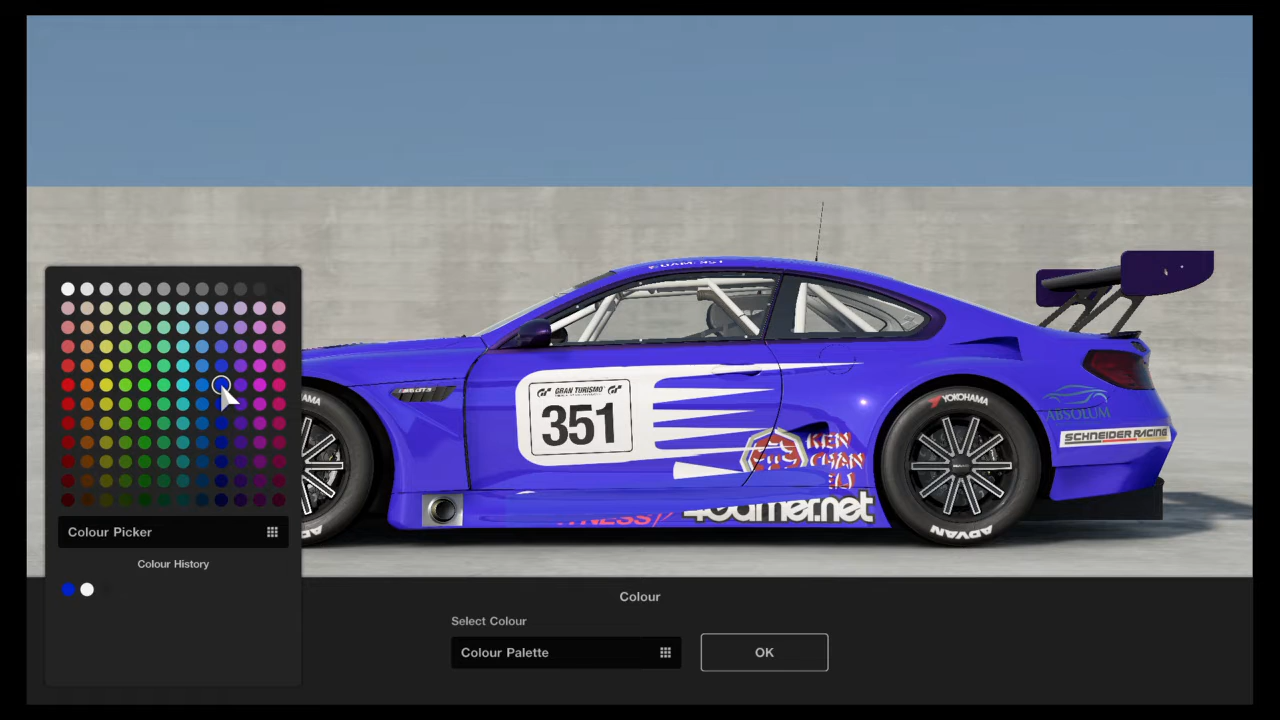 GRAN TURISMO
351
YOKOHAMA
ABSOLUM
SCHNEIDER RACING
KEN
CHAN
4Gamer.net
ADVAN
Colour Picker
Colour History
Colour
Select Colour
Colour Palette
OK